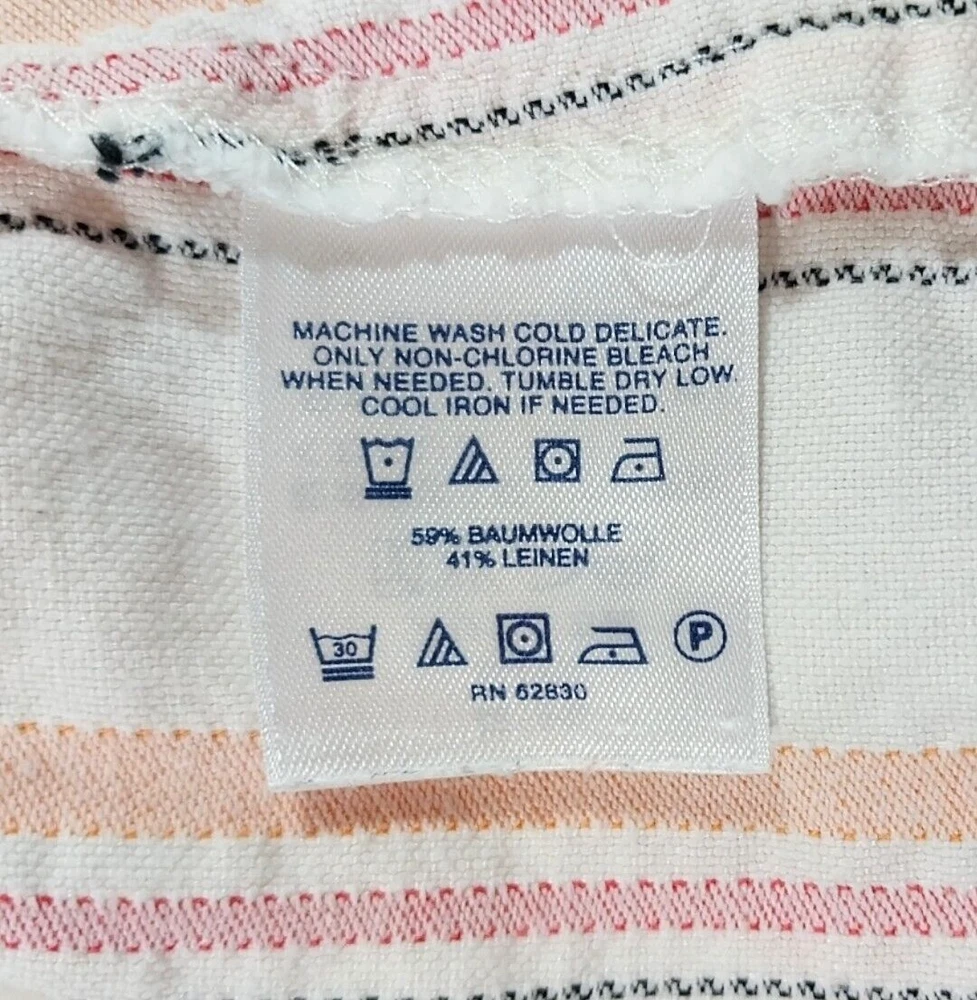 MACHINE WASH COLD DELICATE.
ONLY NON-CHLORINE BLEACH
WHEN NEEDED. TUMBLE DRY LOW
COOL IRON IF NEEDED.
59% BAUMWOLLE
41% LEINEN
30 P
RN 62830